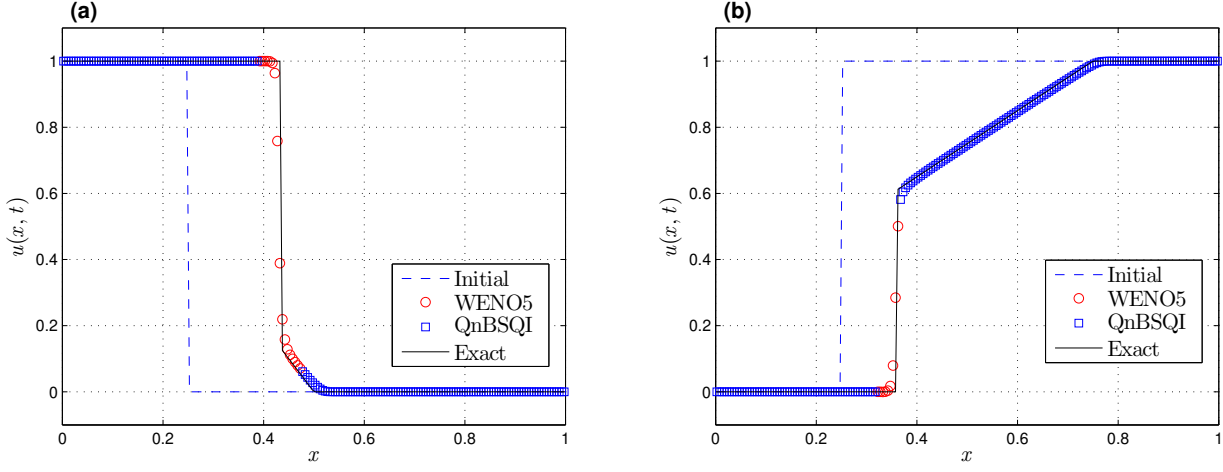 (a)
u(x, t)
1
0.8
0.6
0.4
0.2
0
0 0.2 0.4 0.6 0.8 1
x
Initial
WENO5
QnBSQI
Exact
(b)
u(x, t)
1
0.8
0.6
0.4
0.2
0
0 0.2 0.4 0.6 0.8 1
x
Initial
WENO5
QnBSQI
Exact